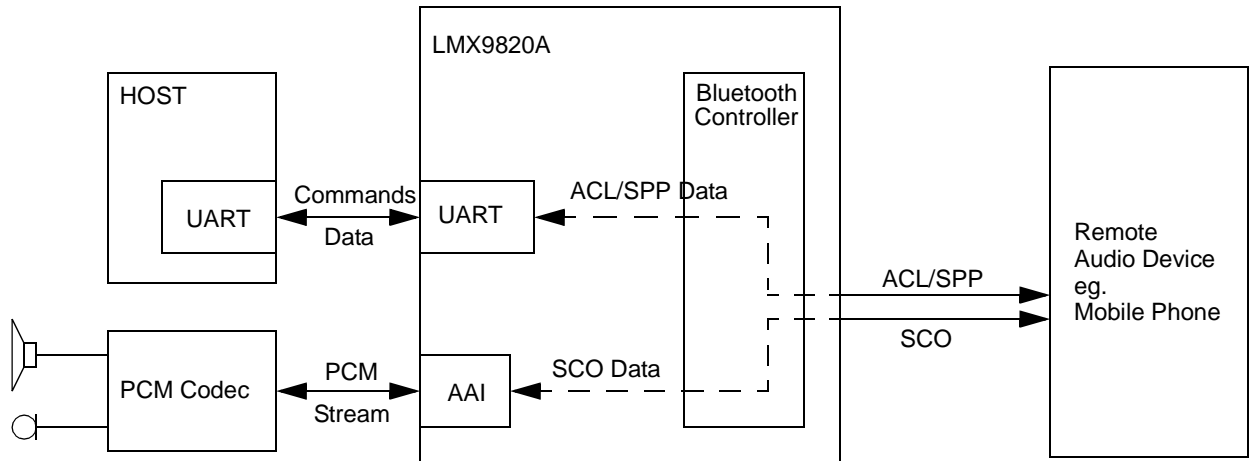 LMX9820A
HOST
Bluetooth
Controller
UART
Commands
Data
UART
ACL/SPP Data
Remote
Audio Device
eg.
Mobile Phone
ACL/SPP
SCO
PCM Codec
PCM
Stream
AAI
SCO Data